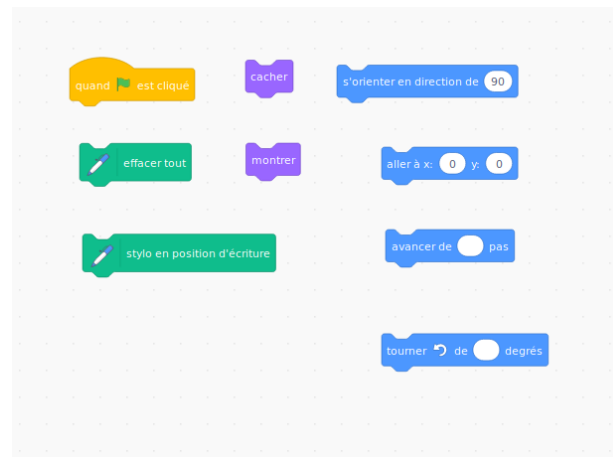 quand est cliqué
cacher
s'orienter en direction de 90
effacer tout
montrer
aller à x: 0 y: 0
avancer de pas
stylo en position d'écriture
tourner de degrés